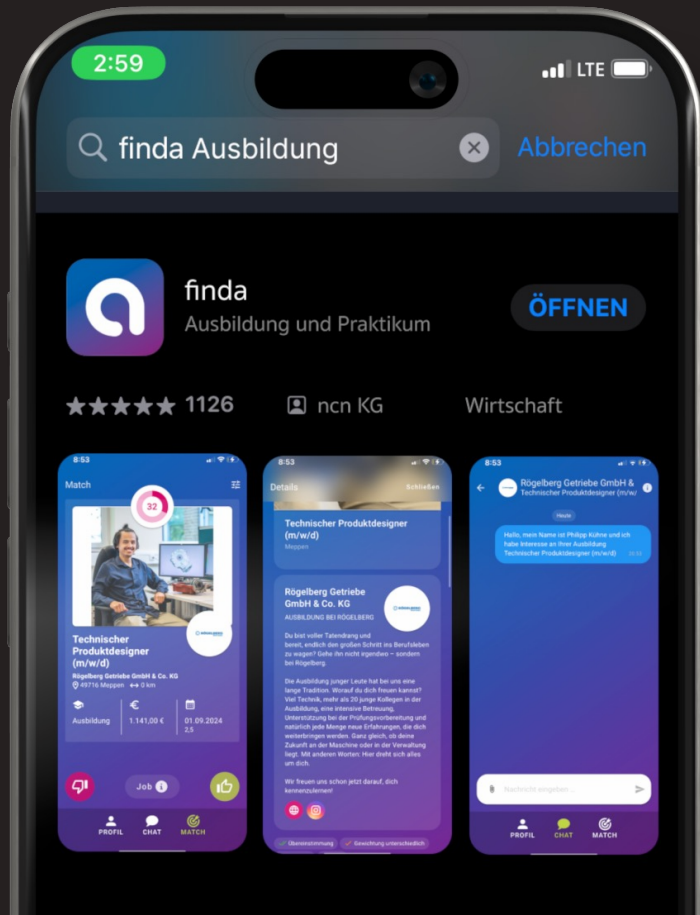 2:59
LTE
finda Ausbildung
Abbrechen
finda
Ausbildung und Praktikum
ÖFFNEN
1126
ncn KG
Wirtschaft
8:53
Match
32
Technischer
Produktdesigner
(m/w/d)
Rögelberg Getriebe GmbH & Co. KG
49716 Meppen ↔ 0 km
Ausbildung
€
1.141,00 €
01.09.2024
2,5
Job
PROFIL
CHAT
MATCH
8:53
Details
Schließen
Technischer Produktdesigner
(m/w/d)
Meppen
Rögelberg Getriebe
GmbH & Co. KG
AUSBILDUNG BEI RÖGELBERG
Du bist voller Tatendrang und
bereit, endlich den großen Schritt ins Berufsleben
zu wagen? Gehe ihn nicht irgendwo – sondern
bei Rögelberg.
Die Ausbildung junger Leute hat bei uns eine
lange Tradition. Worauf du dich freuen kannst?
Viel Technik, mehr als 20 junge Kollegen in der
Ausbildung, eine intensive Betreuung,
Unterstützung bei der Prüfungsvorbereitung und
natürlich jede Menge neue Erfahrungen, die dich
weiterbringen werden. Ganz gleich, ob deine
Zukunft an der Maschine oder in der Verwaltung
liegt. Mit anderen Worten: Hier dreht sich alles
um dich.
Wir freuen uns schon jetzt darauf, dich
kennenzulernen!
Übereinstimmung
Gewichtung unterschiedlich
8:53
Rögelberg Getriebe GmbH &
Technischer Produktdesigner (m/w/
Heute
Hallo, mein Name ist Philipp Kühne und ich
habe Interesse an Ihrer Ausbildung
Technischer Produktdesigner (m/w/d)
Nachricht eingeben...
PROFIL
CHAT
MATCH